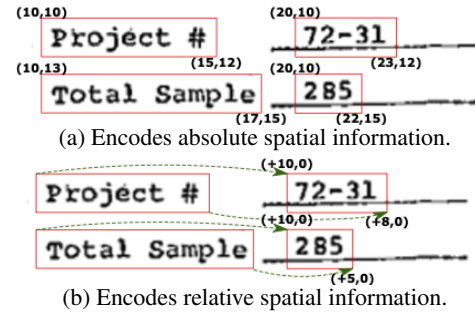 (10,10) (20,10)
Project # 72-31
(15,12) (23,12)
(10,13) (20,10)
Total Sample 285
(17,15) (22,15)
(a) Encodes absolute spatial information.
(+10,0)
Project # 72-31
(+10,0) (+8,0)
Total Sample 285
(+5,0)
(b) Encodes relative spatial information.